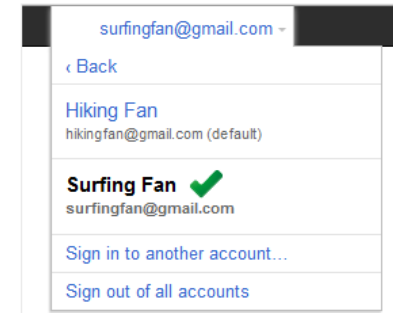 surfingfan@gmail.com
‹ Back
Hiking Fan
hikingfan@gmail.com (default)
Surfing Fan
surfingfan@gmail.com
Sign in to another account...
Sign out of all accounts